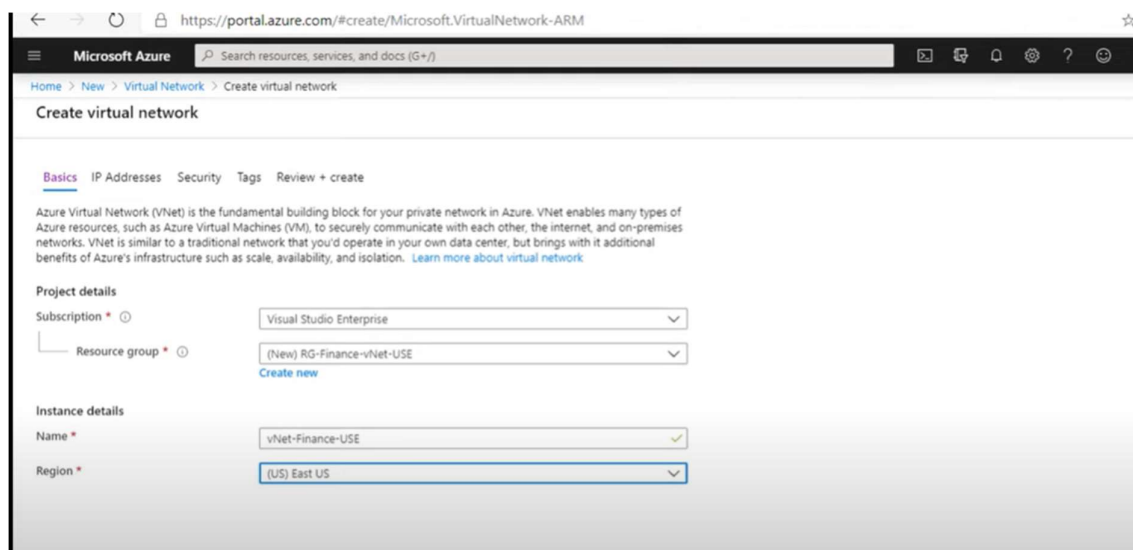 https://portal.azure.com/#create/Microsoft.VirtualNetwork-ARM
Microsoft Azure
Search resources, services, and docs (G+/)
Home > New > Virtual Network > Create virtual network
Create virtual network
Basics IP Addresses Security Tags Review + create
Azure Virtual Network (VNet) is the fundamental building block for your private network in Azure. VNet enables many types of
Azure resources, such as Azure Virtual Machines (VM), to securely communicate with each other, the internet, and on-premises
networks. VNet is similar to a traditional network that you'd operate in your own data center, but brings with it additional
benefits of Azure's infrastructure such as scale, availability, and isolation. Learn more about virtual network
Project details
Subscription * Visual Studio Enterprise
Resource group * (New) RG-Finance-vNet-USE
Create new
Instance details
Name * vNet-Finance-USE
Region * (US) East US